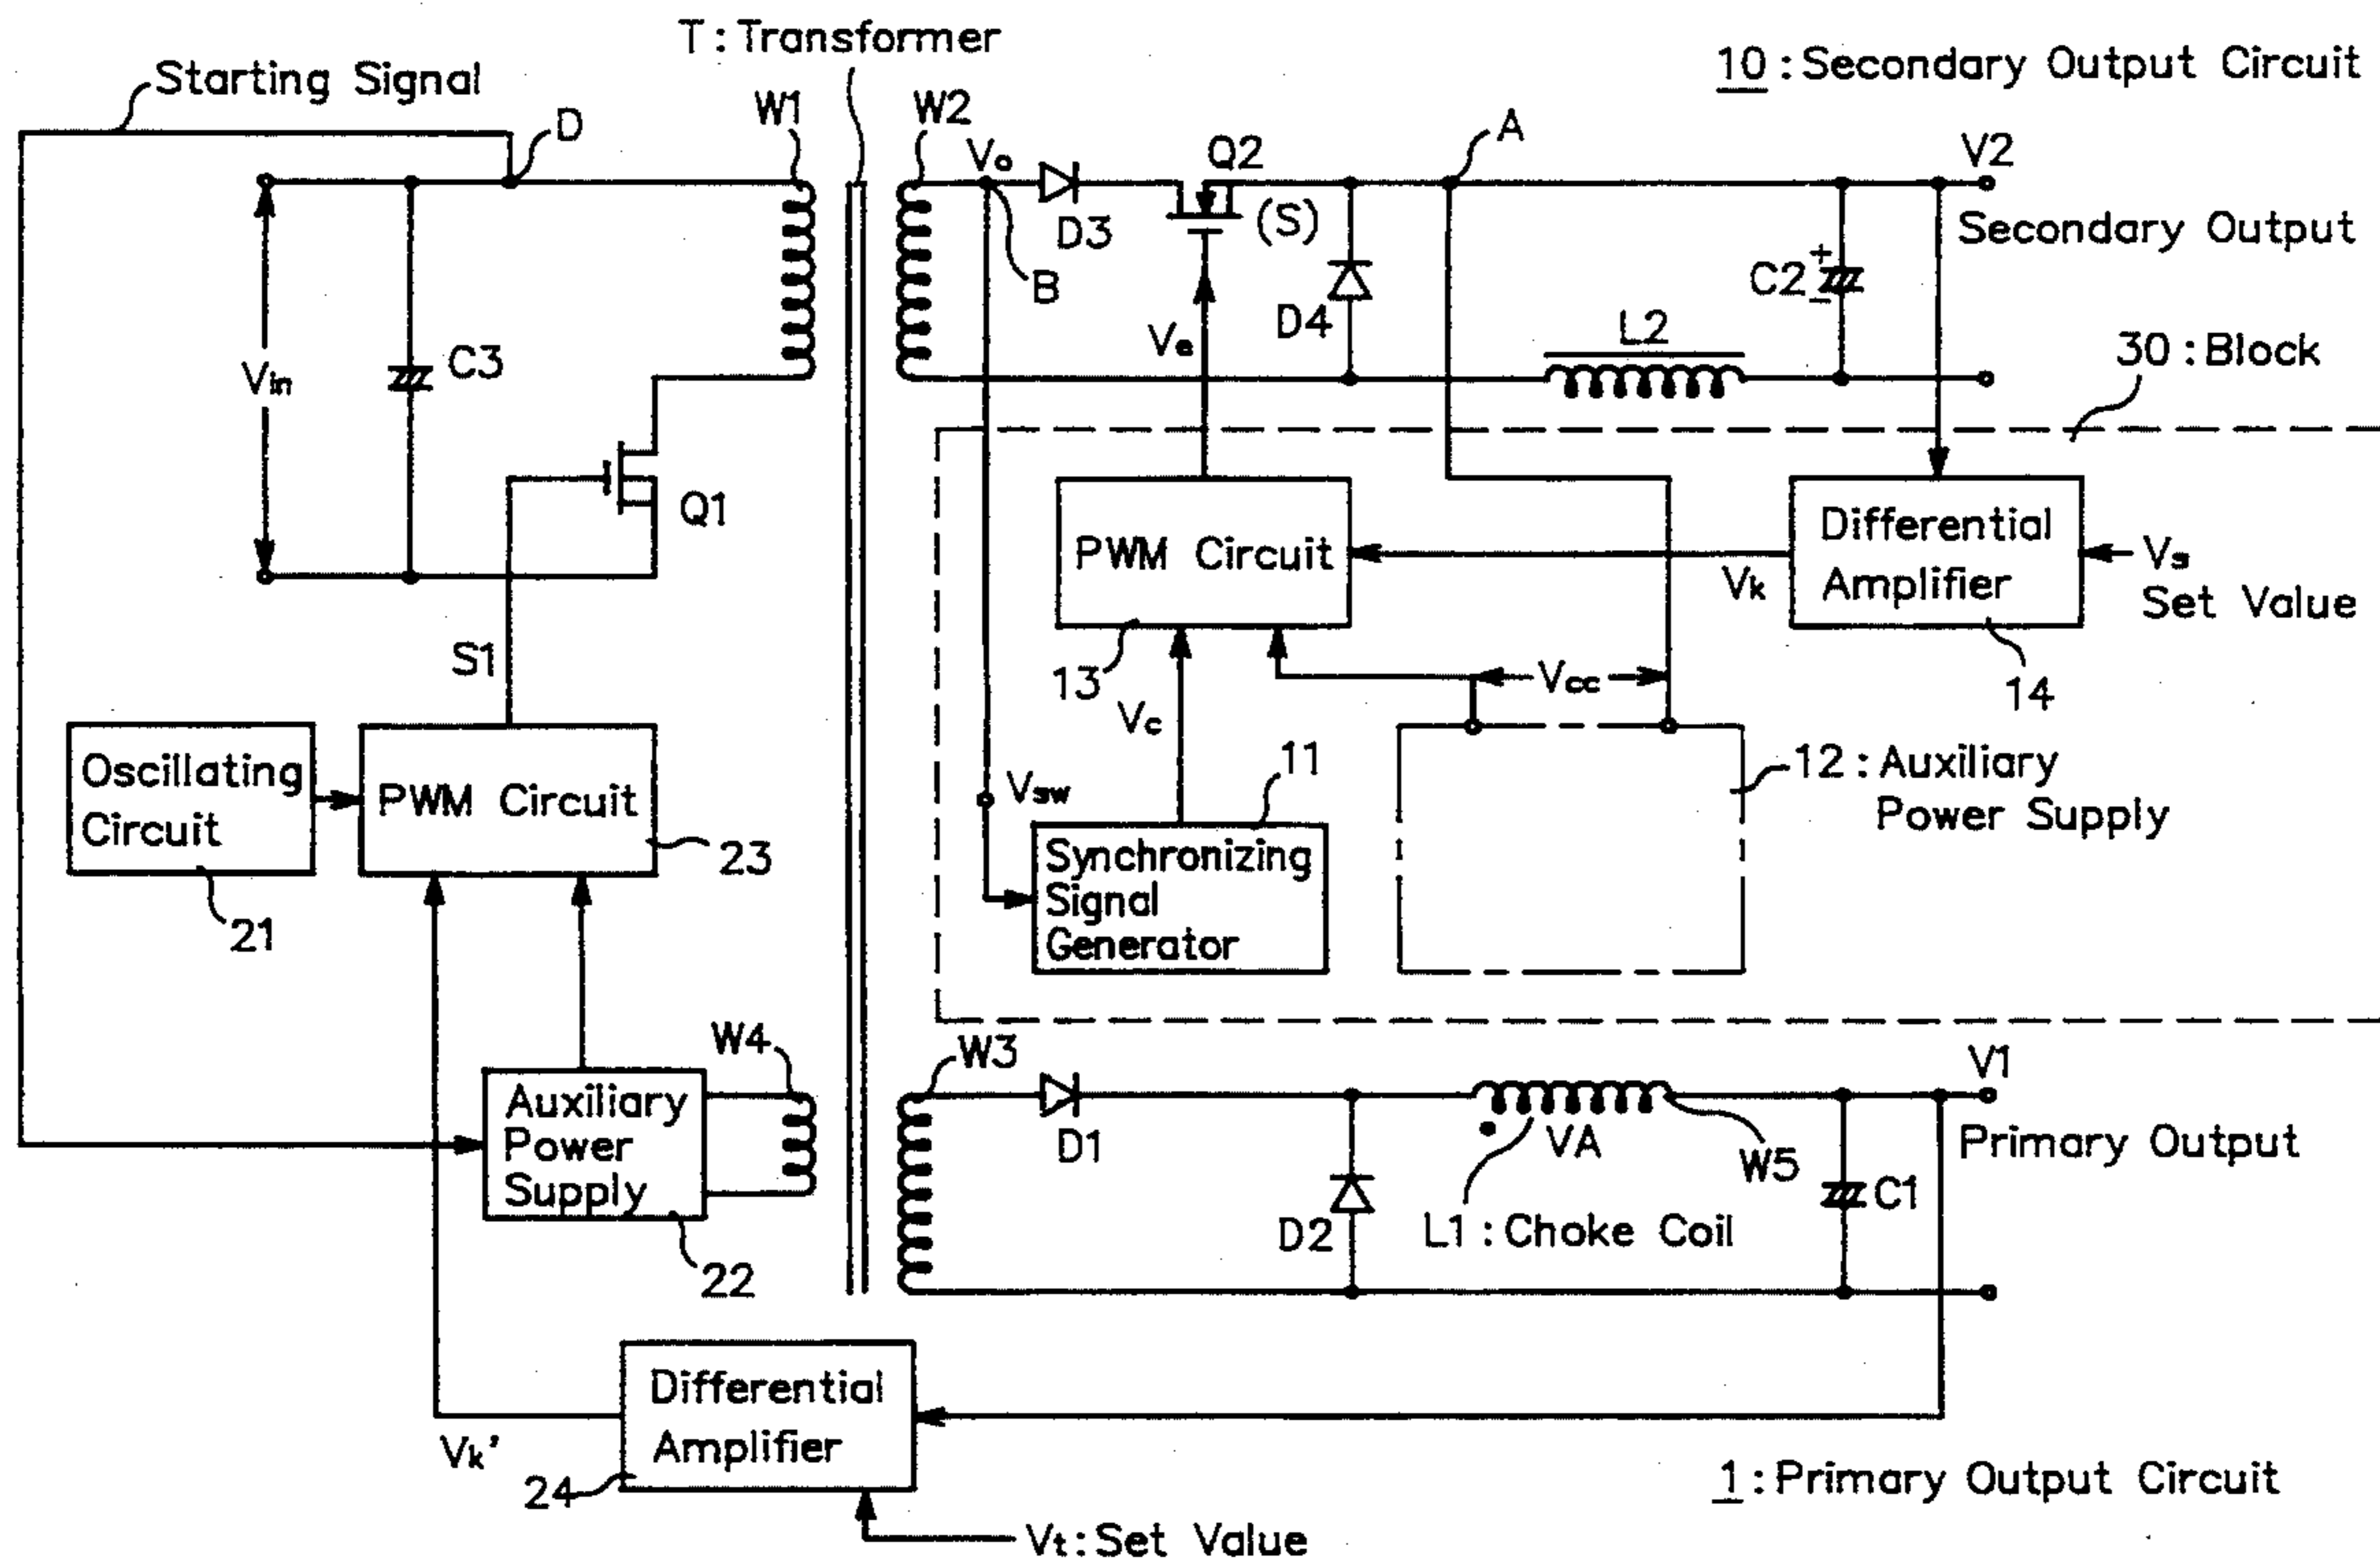 T : Transformer
10 : Secondary Output Circuit
Starting Signal
D
W1
W2
Vo
Q2
A
V2
(S)
D3
B
Secondary Output
C2
+
-
D4
L2
Ve
30 : Block
Vin
C3
Q1
PWM Circuit
Differential
Amplifier
Vk
Vs
Set Value
S1
13
Vcc
14
Vc
11
12 : Auxiliary
Power Supply
Oscillating
Circuit
PWM Circuit
Vsw
Synchronizing
Signal
Generator
21
23
W4
W3
V1
Auxiliary
Power
Supply
D1
VA
W5
Primary Output
D2
L1 : Choke Coil
C1
22
Differential
Amplifier
Vk'
24
1 : Primary Output Circuit
Vt : Set Value